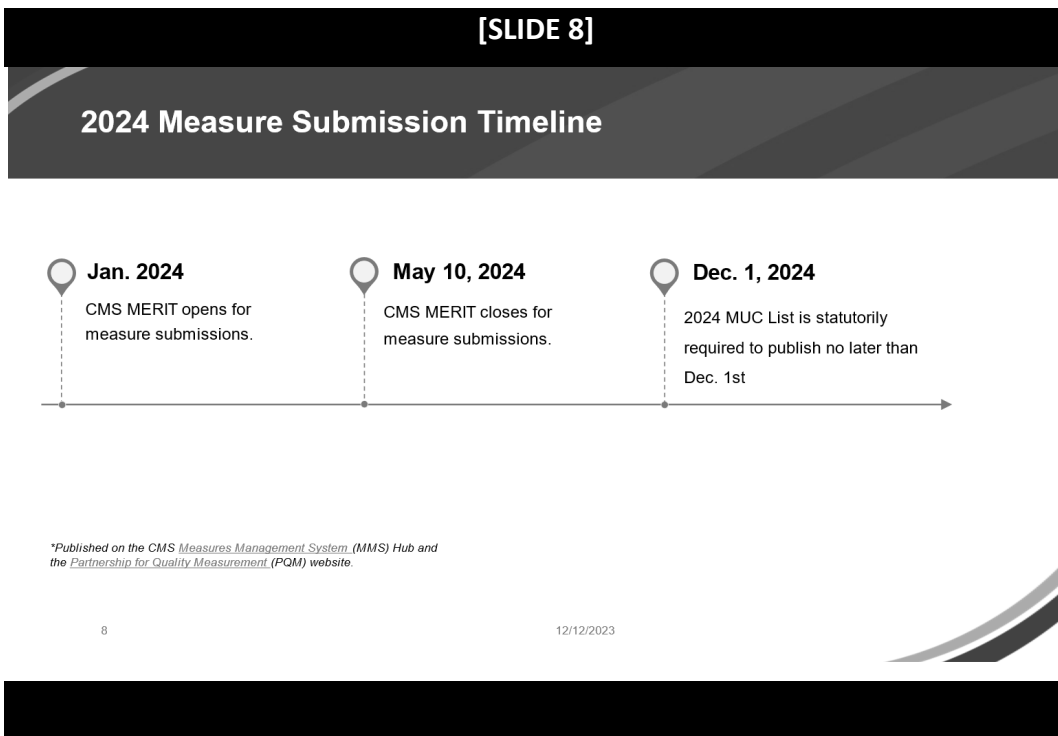 [SLIDE 8]
2024 Measure Submission Timeline
Jan. 2024
CMS MERIT opens for
measure submissions.
May 10, 2024
CMS MERIT closes for
measure submissions.
Dec. 1, 2024
2024 MUC List is statutorily
required to publish no later than
Dec. 1st
*Published on the CMS Measures Management System (MMS) Hub and
the Partnership for Quality Measurement (PQM) website.
8
12/12/2023